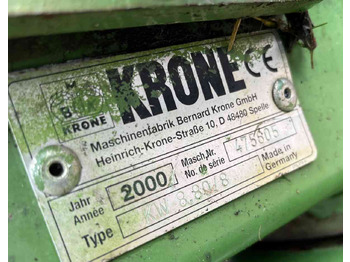 KRONE CE
KRONE
Maschinenfabrik Bernard Krone GmbH
Heinrich-Krone-Straße 10, D 48480 Spelle
Jahr 2000 Masch.Nr.
Année No. de série
Type KW Made in
Germany